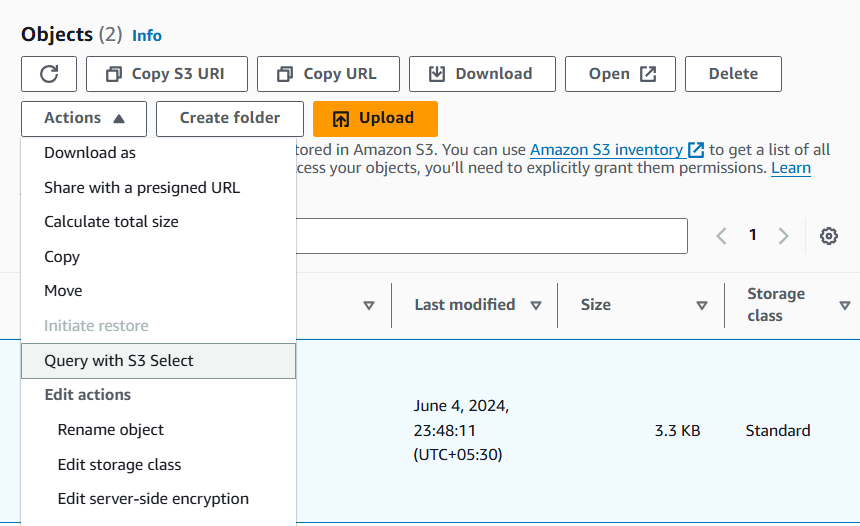 Objects (2) Info
Copy S3 URI
Copy URL
Download
Open
Delete
Actions
Create folder
Upload
tored in Amazon S3. You can use Amazon S3 inventory to get a list of all
cess your objects, you'll need to explicitly grant them permissions. Learn
Download as
Share with a presigned URL
Calculate total size
Copy
Move
Initiate restore
Query with S3 Select
Edit actions
Rename object
Edit storage class
Edit server-side encryption
1
Last modified
Size
Storage
class
June 4, 2024,
23:48:11
(UTC+05:30)
3.3 KB
Standard